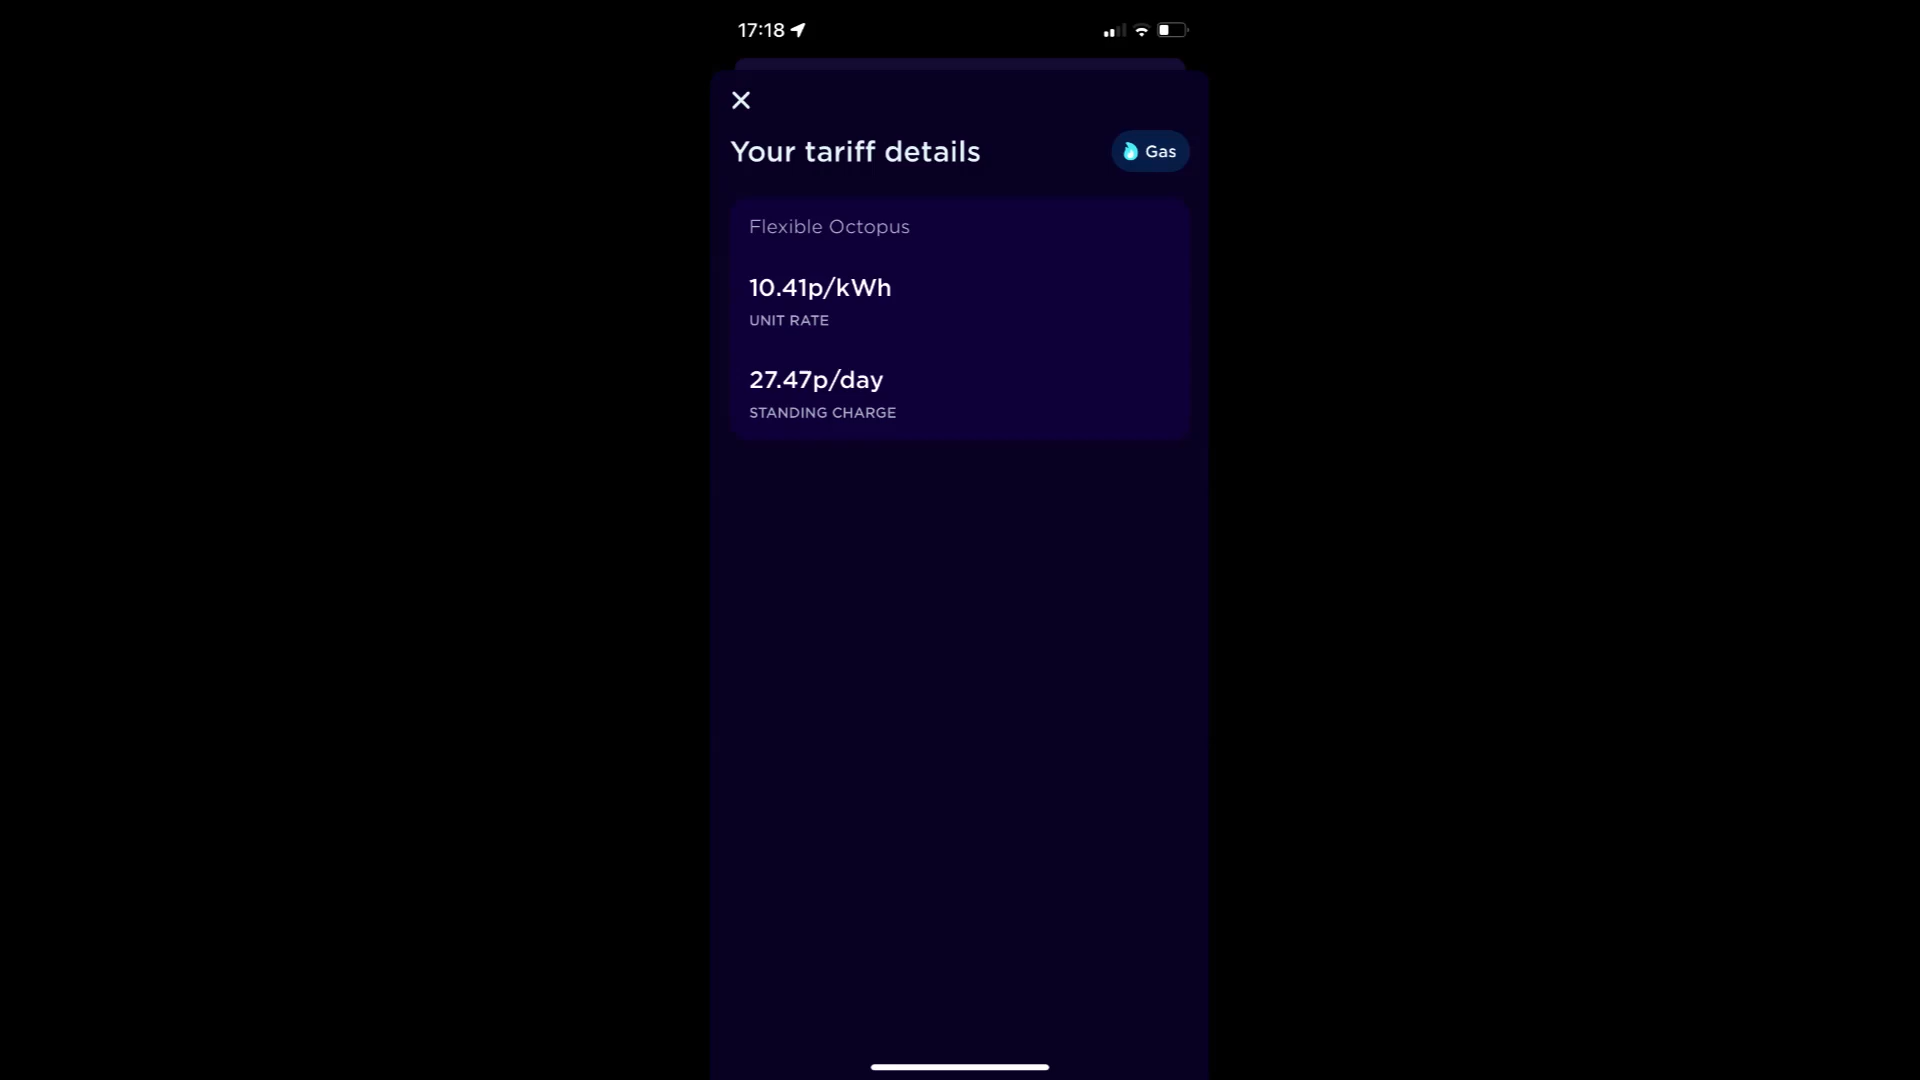 17:18
Your tariff details
Gas
Flexible Octopus
10.41p/kWh
UNIT RATE
27.47p/day
STANDING CHARGE